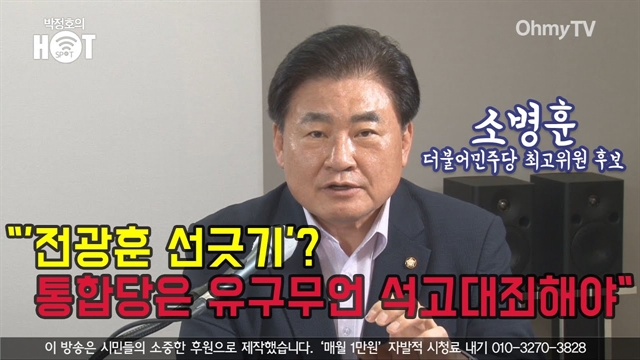 박정호의
HOT
SPOT
OhmyTV
소병훈
더불어민주당 최고위원 후보
"'전광훈 선긋기'?
통합당은 유구무언 석고대죄해야"
이 방송은 시민들의 소중한 후원으로 제작했습니다. '매월 1만원' 자발적 시청료 내기 010-3270-3828